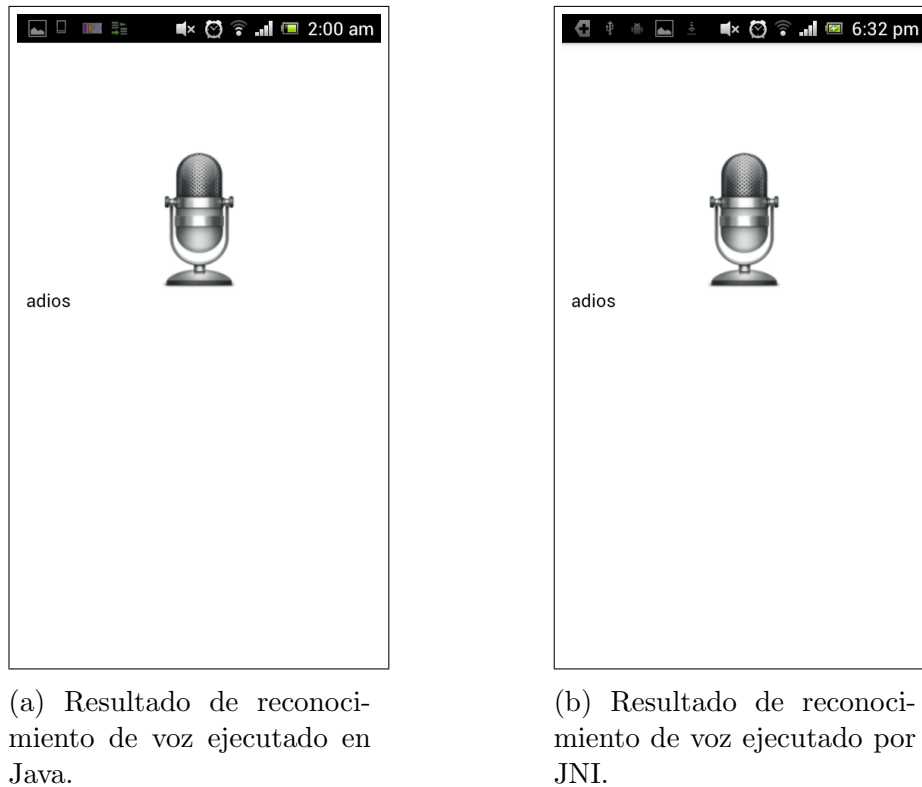 2:00 am
adios
(a) Resultado de reconoci-
miento de voz ejecutado en
Java.
6:32 pm
adios
(b) Resultado de reconoci-
miento de voz ejecutado por
JNI.